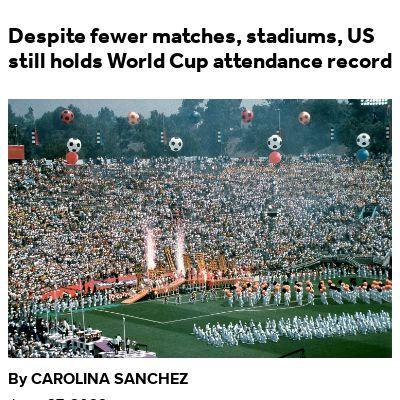 Despite fewer matches, stadiums, US
still holds World Cup attendance record
By CAROLINA SANCHEZ